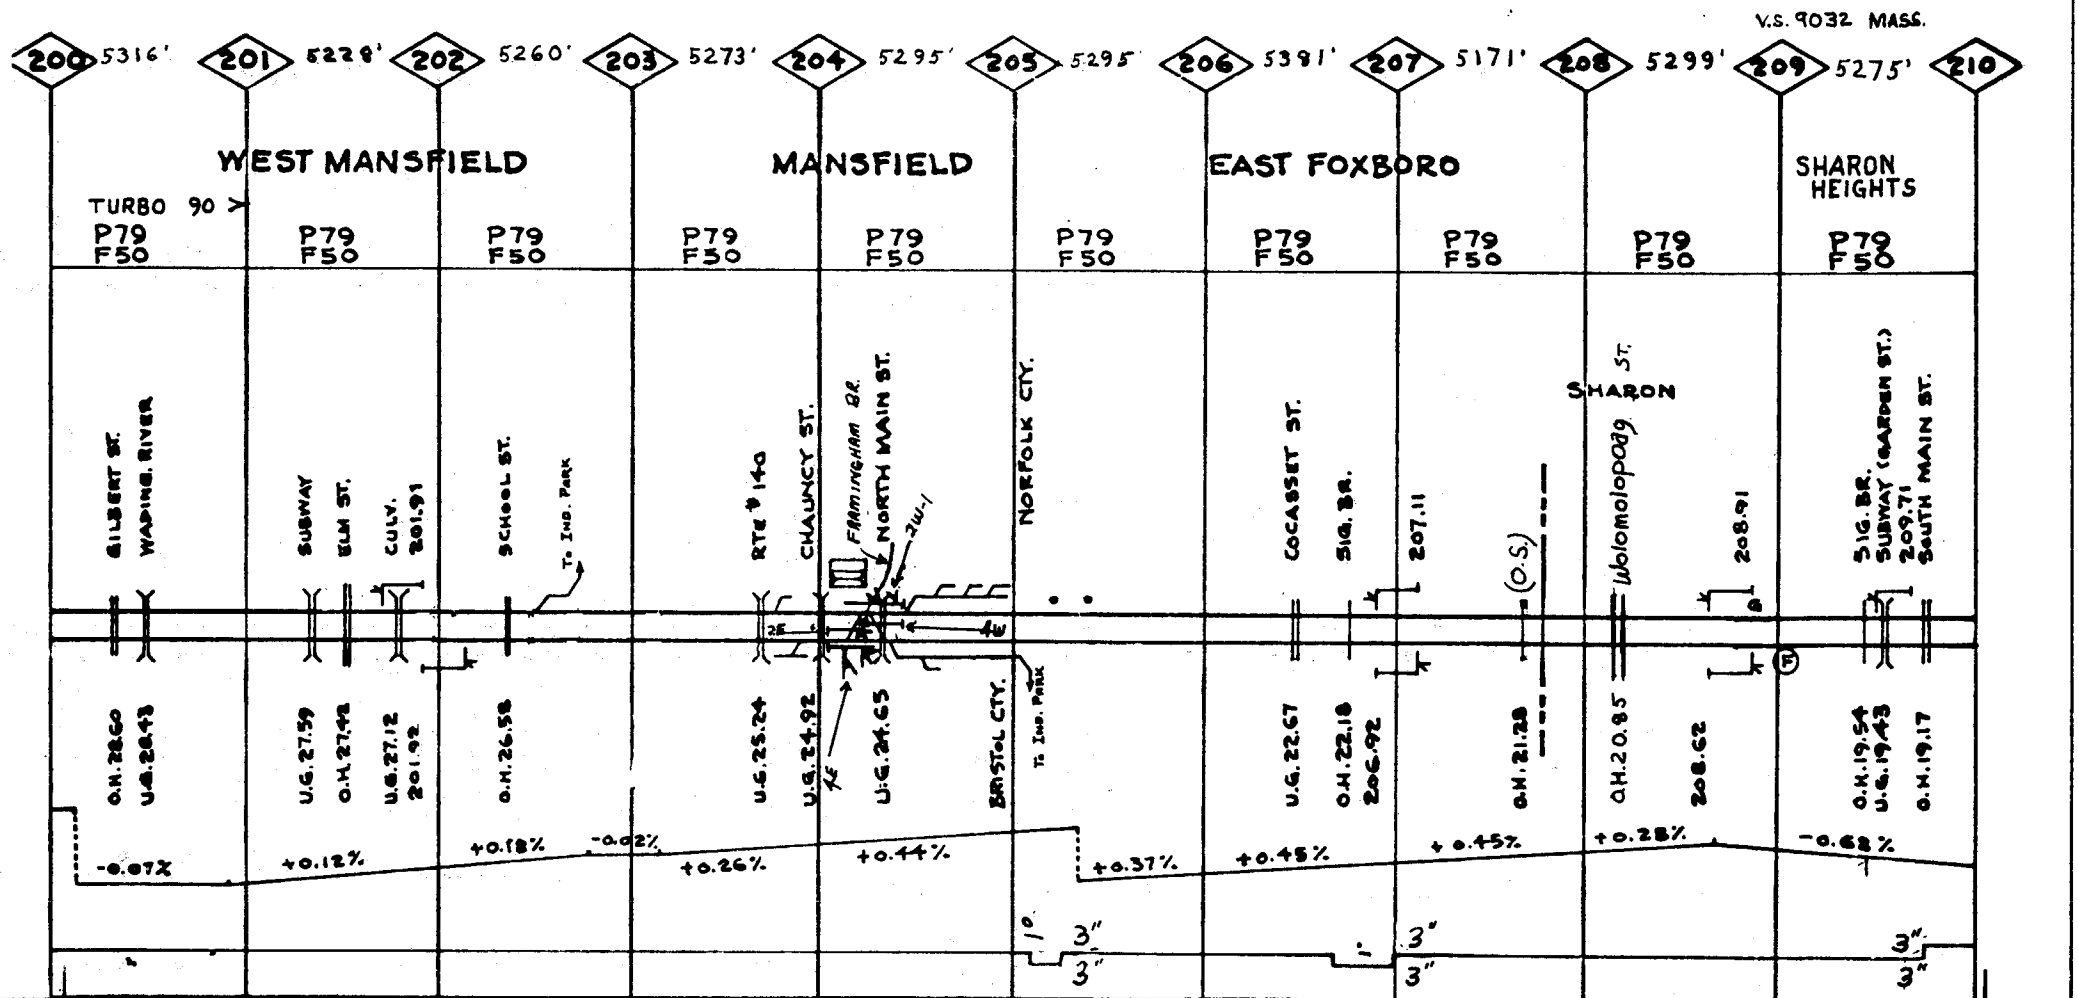 V.S. 9032 MASS.
200 5316' 201 5228' 202 5260' 203 5273' 204 5295' 205 5295' 206 5381' 207 5171' 208 5299' 209 5275' 210
WEST MANSFIELD MANSFIELD EAST FOXBORO SHARON HEIGHTS
TURBO 90
P79 P79 P79 P79 P79 P79 P79 P79 P79 P79
F50 F50 F50 F50 F50 F50 F50 F50 F50 F50
SHARON
GILBERT ST.
WADING RIVER
SUBWAY
ELM ST.
CULV.
201.91
SCHOOL ST.
To IND. PARK
RTE # 140
CHAUNCY ST.
FRAMINGHAM BR.
NORTH MAIN ST.
2W-1
NORFOLK CTY.
COCASSET ST.
SIG. BR.
207.11
(O.S.)
Wolomolopoag ST.
208.91
SIG. BR.
SUBWAY (GARDEN ST.)
209.71
SOUTH MAIN ST.
2E
4W
4E
F
O.H. 28.60
U.G. 28.43
U.G. 27.59
O.H. 27.42
U.G. 27.12
201.92
O.H. 26.58
U.G. 25.24
U.G. 24.92
U.G. 24.65
BRISTOL CTY.
To IND. PARK
U.G. 22.67
O.H. 22.18
206.92
O.H. 21.28
O.H. 20.85
208.62
O.H. 19.54
U.G. 19.43
O.H. 19.17
-0.07% +0.12% +0.18% -0.02% +0.26% +0.44% +0.37% +0.45% +0.45% +0.28% -0.68%
1° 3" 1° 3" 3"
3" 3" 3"